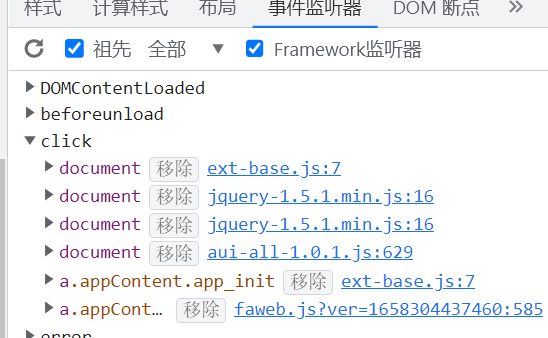 样式 计算样式 布局 事件监听器 DOM 断点 »
祖先 全部 ▼ Framework监听器
DOMContentLoaded
beforeunload
click
document 移除 ext-base.js:7
document 移除 jquery-1.5.1.min.js:16
document 移除 jquery-1.5.1.min.js:16
document 移除 aui-all-1.0.1.js:629
a.appContent.app_init 移除 ext-base.js:7
a.appCont… 移除 faweb.js?ver=1658304437460:585
error